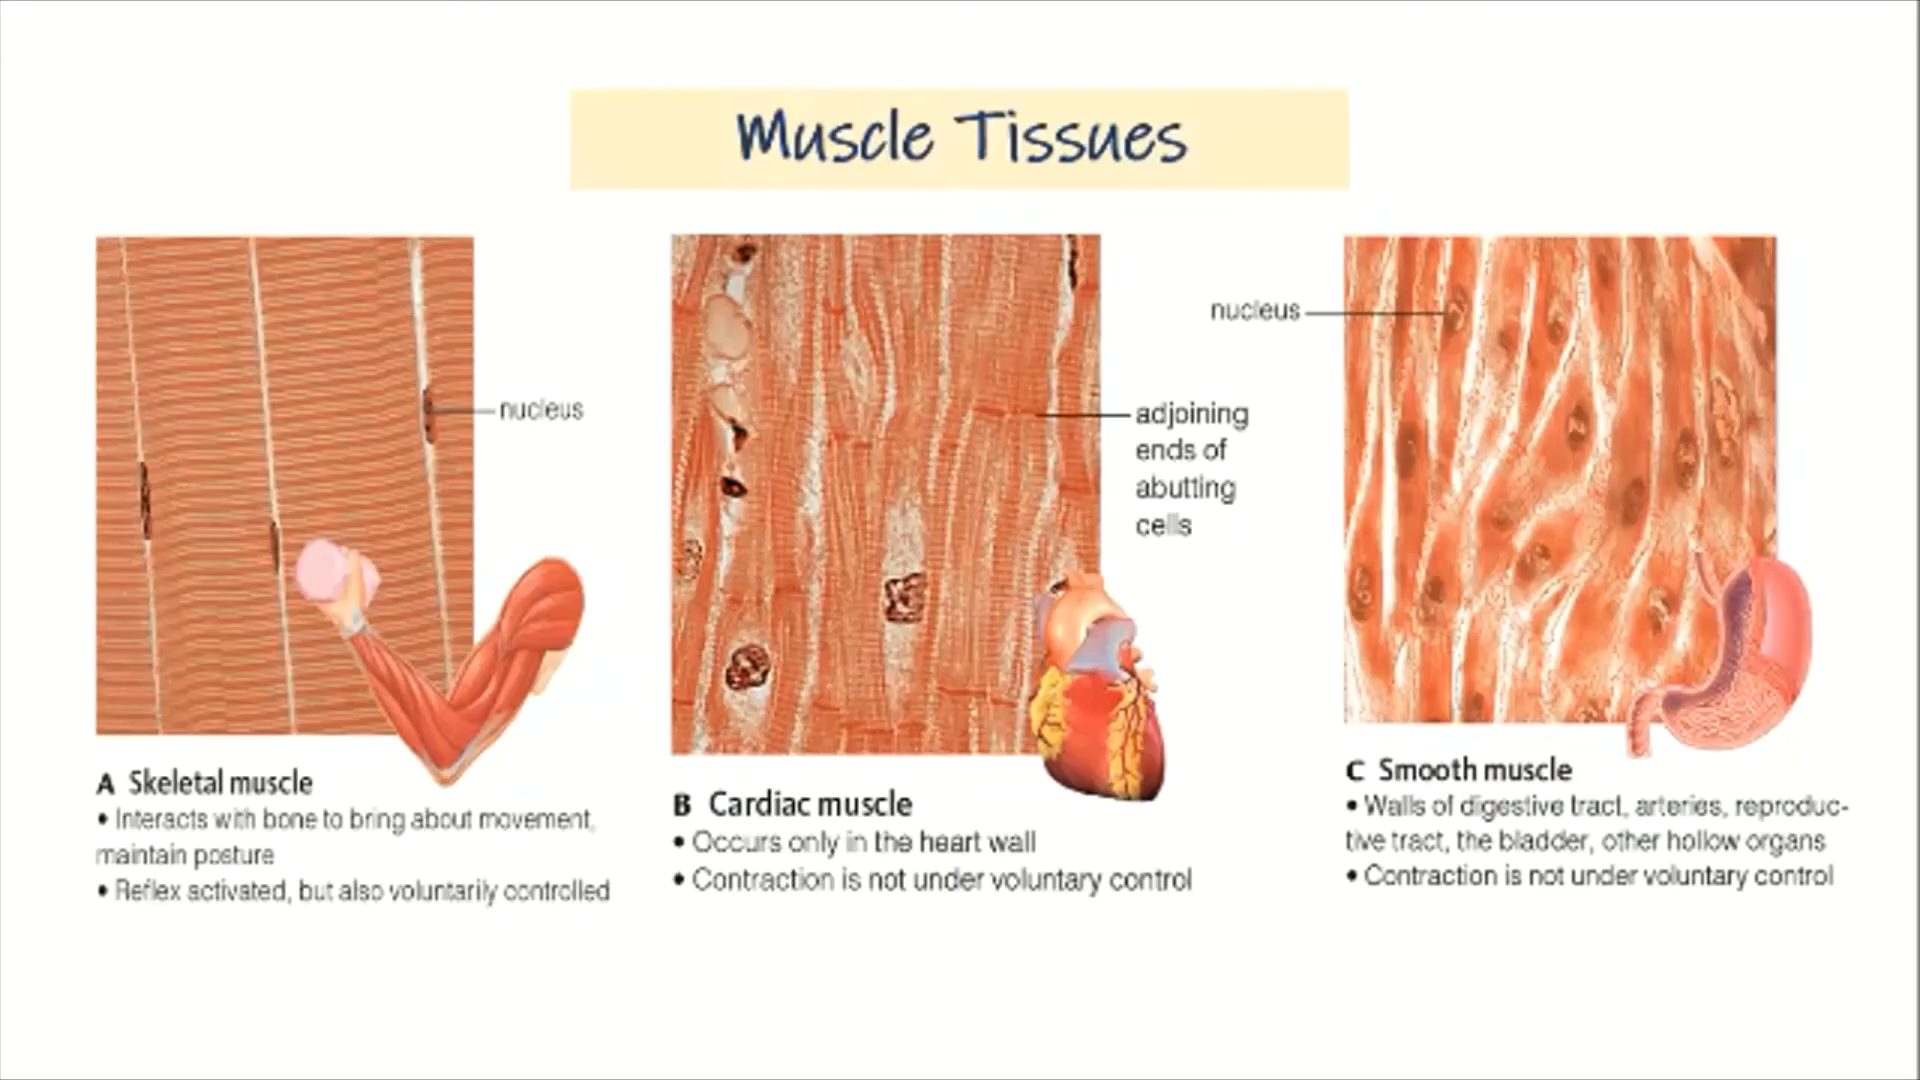 Muscle Tissues
nucleus
A Skeletal muscle
• Interacts with bone to bring about movement,
maintain posture
• Reflex activated, but also voluntarily controlled
adjoining
ends of
abutting
cells
B Cardiac muscle
• Occurs only in the heart wall
• Contraction is not under voluntary control
nucleus
C Smooth muscle
• Walls of digestive tract, arteries, reproduc-
tive tract, the bladder, other hollow organs
• Contraction is not under voluntary control